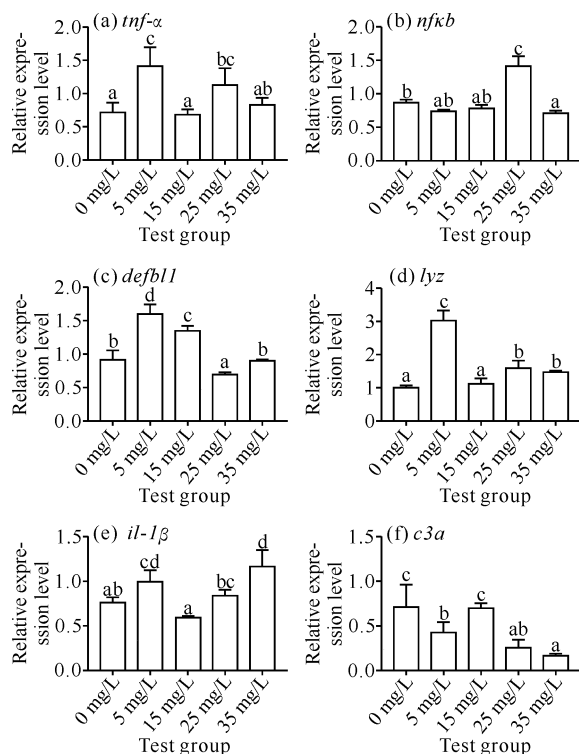 (a) tnf-α
Relative expre-
ssion level
2.0
1.5
1.0
0.5
0.0
a
c
a
bc
ab
0 mg/L
5 mg/L
15 mg/L
25 mg/L
35 mg/L
Test group
(b) nfκb
Relative expre-
ssion level
2.0
1.5
1.0
0.5
0.0
b
ab
ab
c
a
0 mg/L
5 mg/L
15 mg/L
25 mg/L
35 mg/L
Test group
(c) defbl1
Relative expre-
ssion level
2.0
1.5
1.0
0.5
0.0
b
d
c
a
b
0 mg/L
5 mg/L
15 mg/L
25 mg/L
35 mg/L
Test group
(d) lyz
Relative expre-
ssion level
4
3
2
1
0
a
c
a
b
b
0 mg/L
5 mg/L
15 mg/L
25 mg/L
35 mg/L
Test group
(e) il-1β
Relative expre-
ssion level
1.5
1.0
0.5
0.0
ab
cd
a
bc
d
0 mg/L
5 mg/L
15 mg/L
25 mg/L
35 mg/L
Test group
(f) c3a
Relative expre-
ssion level
1.5
1.0
0.5
0.0
c
b
c
ab
a
0 mg/L
5 mg/L
15 mg/L
25 mg/L
35 mg/L
Test group